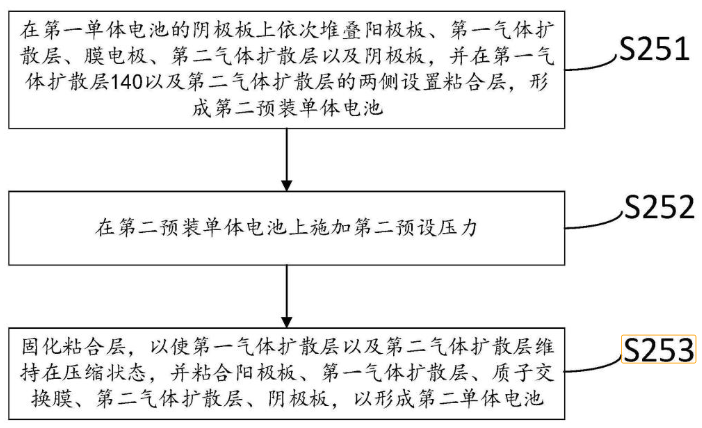 在第一单体电池的阴极板上依次堆叠阳极板、第一气体扩
散层、膜电极、第二气体扩散层以及阴极板，并在第一气
体扩散层140以及第二气体扩散层的两侧设置粘合层，形
成第二预装单体电池
S251
在第二预装单体电池上施加第二预设压力
S252
固化粘合层，以使第一气体扩散层以及第二气体扩散层维
持在压缩状态，并粘合阳极板、第一气体扩散层、质子交
换膜、第二气体扩散层、阴极板，以形成第二单体电池
S253